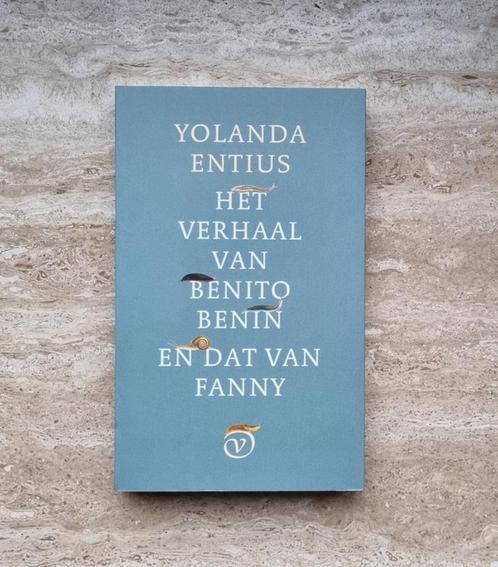 YOLANDA
ENTIUS
HET
VERHAAL
VAN
BENITO
BENIN
EN DAT VAN
FANNY
V